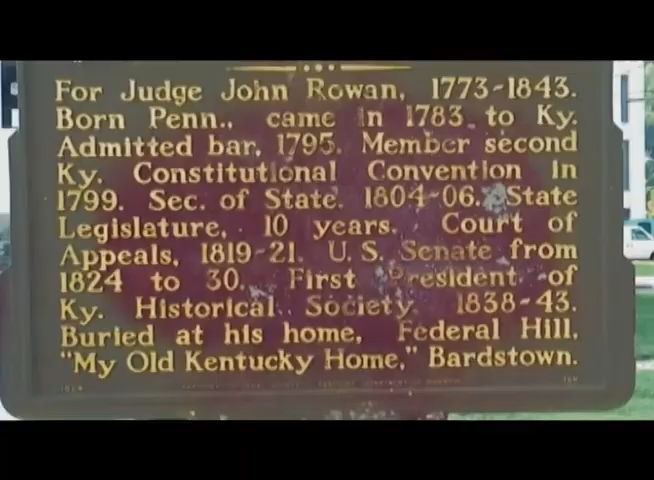 For Judge John Rowan, 1773-1843.
Born Penn., came in 1783 to Ky.
Admitted bar, 1795. Member second
Ky. Constitutional Convention in
1799. Sec. of State. 1804-06. State
Legislature, 10 years. Court of
Appeals, 1819-21. U.S. Senate from
1824 to 30. First President of
Ky. Historical Society. 1838-43.
Buried at his home, Federal Hill,
"My Old Kentucky Home," Bardstown.